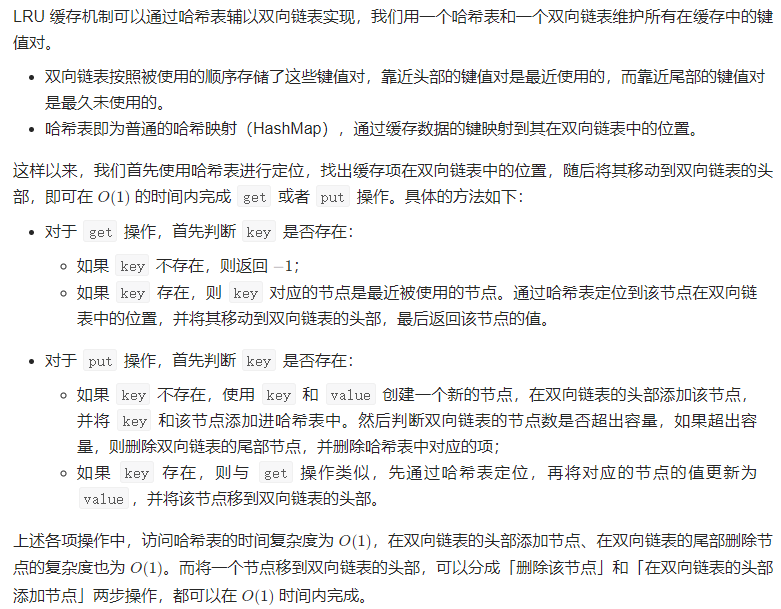 LRU 缓存机制可以通过哈希表辅以双向链表实现，我们用一个哈希表和一个双向链表维护所有在缓存中的键
值对。
• 双向链表按照被使用的顺序存储了这些键值对，靠近头部的键值对是最近使用的，而靠近尾部的键值对
是最久未使用的。
• 哈希表即为普通的哈希映射（HashMap），通过缓存数据的键映射到其在双向链表中的位置。
这样以来，我们首先使用哈希表进行定位，找出缓存项在双向链表中的位置，随后将其移动到双向链表的头
部，即可在 O(1) 的时间内完成 get 或者 put 操作。具体的方法如下：
• 对于 get 操作，首先判断 key 是否存在：
◦ 如果 key 不存在，则返回 −1；
◦ 如果 key 存在，则 key 对应的节点是最近被使用的节点。通过哈希表定位到该节点在双向链
表中的位置，并将其移动到双向链表的头部，最后返回该节点的值。
• 对于 put 操作，首先判断 key 是否存在：
◦ 如果 key 不存在，使用 key 和 value 创建一个新的节点，在双向链表的头部添加该节点，
并将 key 和该节点添加进哈希表中。然后判断双向链表的节点数是否超出容量，如果超出容
量，则删除双向链表的尾部节点，并删除哈希表中对应的项；
◦ 如果 key 存在，则与 get 操作类似，先通过哈希表定位，再将对应的节点的值更新为
value ，并将该节点移到双向链表的头部。
上述各项操作中，访问哈希表的时间复杂度为 O(1)，在双向链表的头部添加节点、在双向链表的尾部删除节
点的复杂度也为 O(1)。而将一个节点移到双向链表的头部，可以分成「删除该节点」和「在双向链表的头部
添加节点」两步操作，都可以在 O(1) 时间内完成。